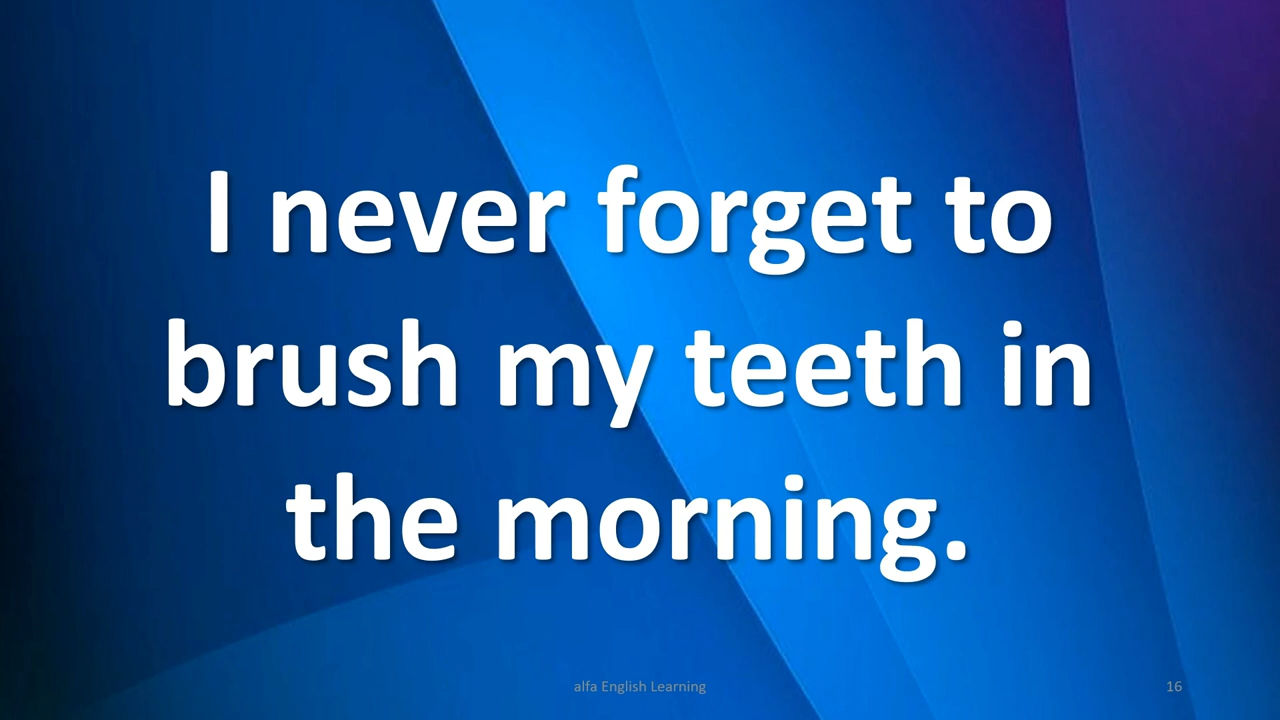 I never forget to
brush my teeth in
the morning.
alfa English Learning
16